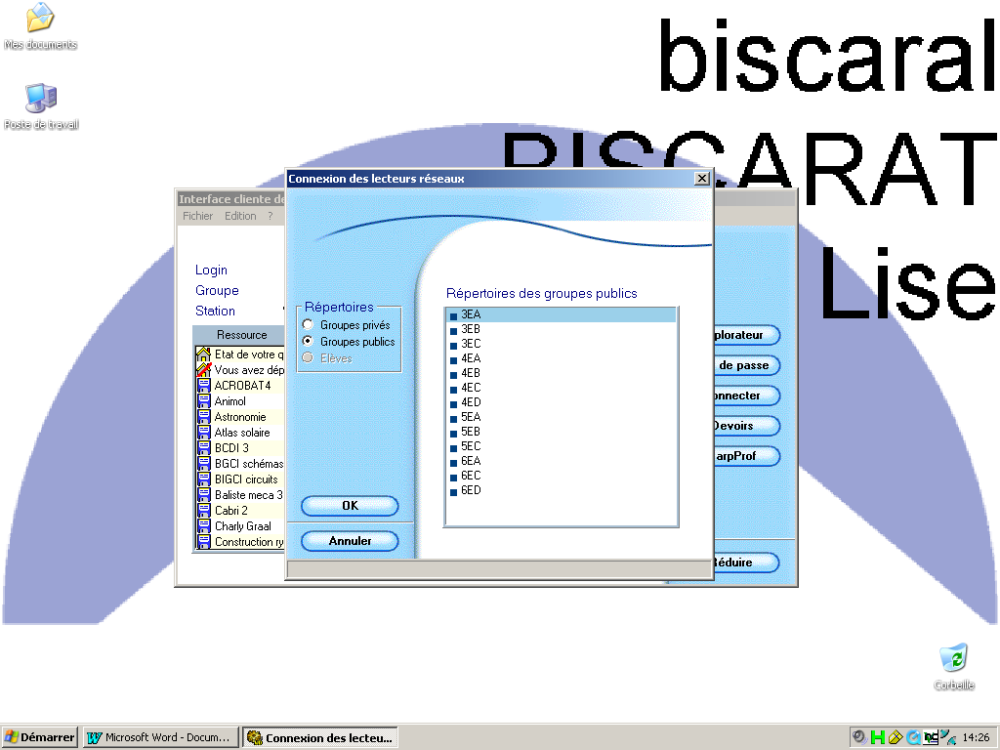 Mes documents
Poste de travail
biscaral
BISCARAT
Lise
Interface cliente de
Fichier Edition ?
Login
Groupe
Station
Ressource
Etat de votre q
Vous avez dép
ACROBAT4
Animol
Astronomie
Atlas solaire
BCDI 3
BGCI schémas
BIGCI circuits
Baliste meca 3
Cabri 2
Charly Graal
Construction ry
Connexion des lecteurs réseaux
Répertoires
Groupes privés
Groupes publics
Elèves
OK
Annuler
Répertoires des groupes publics
3EA
3EB
3EC
4EA
4EB
4EC
4ED
5EA
5EB
5EC
6EA
6EC
6ED
plorateur
de passe
onnecter
Devoirs
arpProf
Réduire
Corbeille
Démarrer
Microsoft Word - Docum...
Connexion des lecteu...
14:26